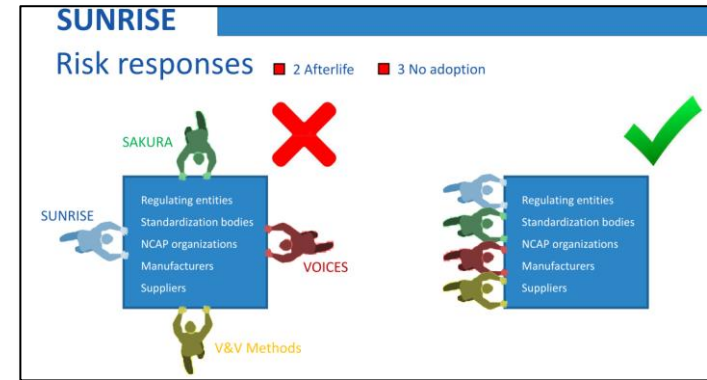 SUNRISE
Risk responses
2 Afterlife
3 No adoption
SAKURA
SUNRISE
Regulating entities
Standardization bodies
NCAP organizations
Manufacturers
Suppliers
VOICES
V&V Methods
Regulating entities
Standardization bodies
NCAP organizations
Manufacturers
Suppliers